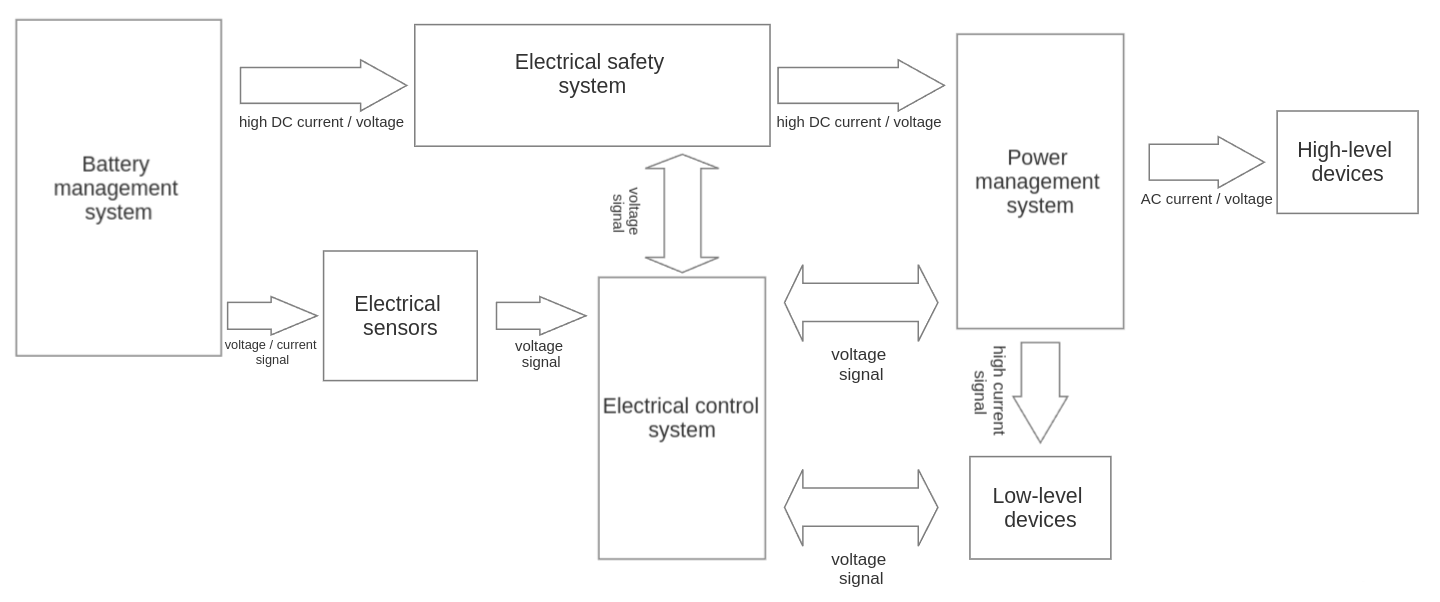 Battery
management
system
high DC current / voltage
Electrical safety
system
high DC current / voltage
Power
management
system
AC current / voltage
High-level
devices
voltage
signal
voltage / current
signal
Electrical
sensors
voltage
signal
Electrical control
system
voltage
signal
high current
signal
Low-level
devices
voltage
signal